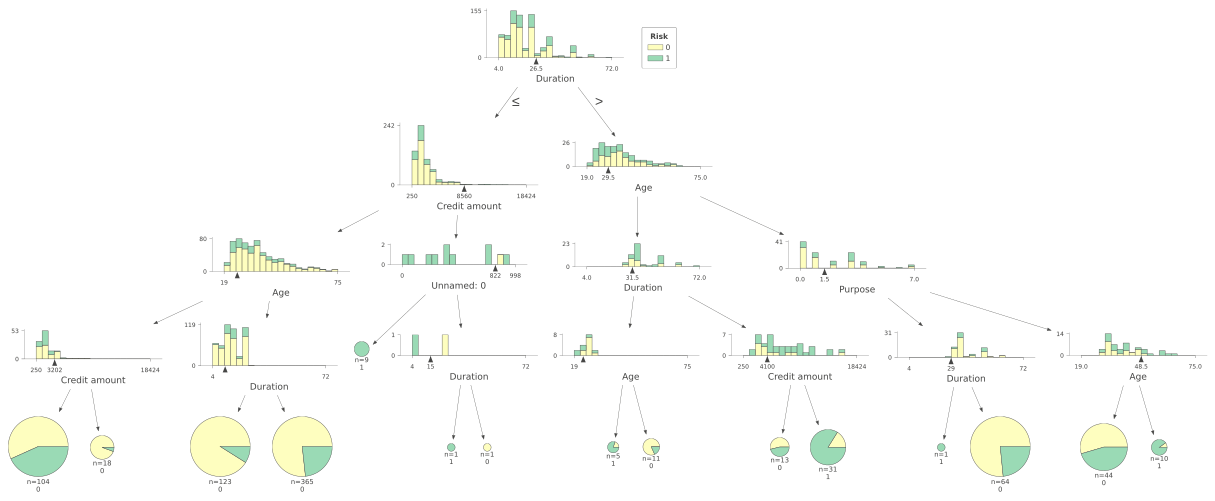 155
0
4.0 26.5 72.0
Duration
Risk
0
1
≤
>
242
0
250 8560 18424
Credit amount
26
0
19.0 29.5 75.0
Age
80
0
19 75
Age
2
0
0 822 998
Unnamed: 0
23
0
4.0 31.5 72.0
Duration
41
0
0.0 1.5 7.0
Purpose
53
0
250 3202 18424
Credit amount
119
0
4 72
Duration
n=9
1
1
0
4 15 72
Duration
8
0
19 75
Age
7
0
250 4100 18424
Credit amount
31
0
4 29 72
Duration
14
0
19.0 48.5 75.0
Age
n=104
0
n=18
0
n=123
0
n=365
0
n=1
1
n=1
0
n=5
1
n=11
0
n=13
0
n=31
1
n=1
1
n=64
0
n=44
0
n=10
1